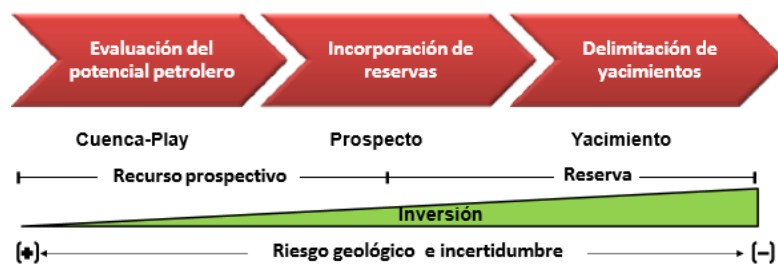 Evaluación del
potencial petrolero
Incorporación de
reservas
Delimitación de
yacimientos
Cuenca-Play
Prospecto
Yacimiento
Recurso prospectivo
Reserva
Inversión
(+)
Riesgo geológico e incertidumbre
(-)